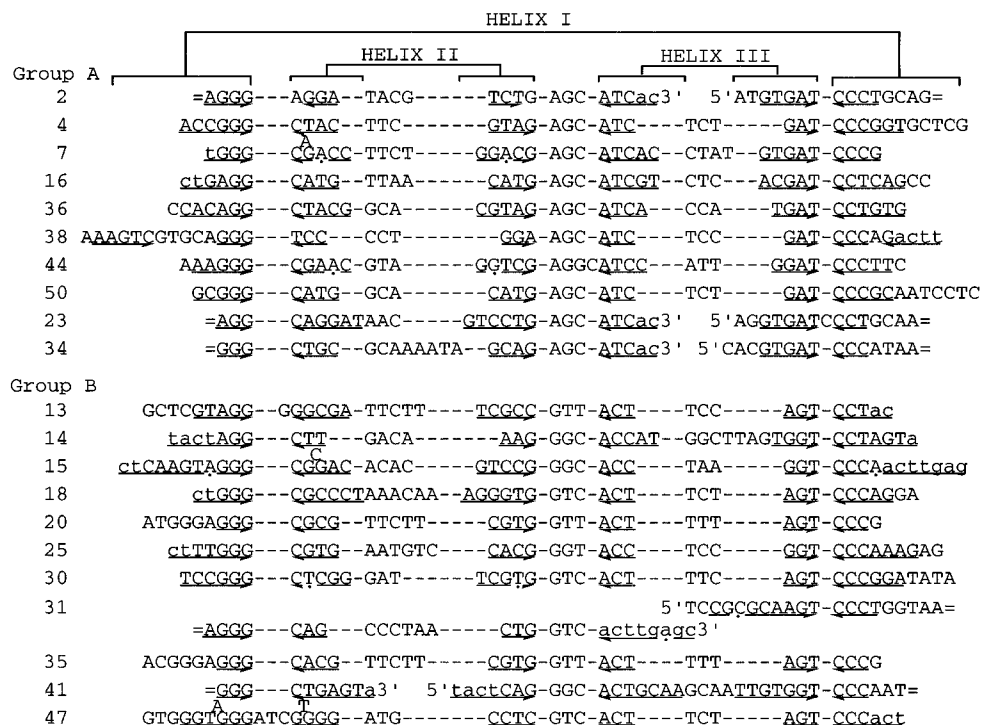 HELIX I
HELIX II HELIX III
Group A
2 =AGGG---AGGA--TACG------TCTG-AGC-ATCac3' 5'ATGTGAT-CCCTGCAG=
4 ACCGGG---CTAC--TTC-------GTAG-AGC-ATC---TCT----GAT-CCCGGTGCTCG
A
7 tGGG---CGACC-TTCT-----GGACG-AGC-ATCAC--CTAT--GTGAT-CCCG
16 ctGAGG---CATG--TTAA------CATG-AGC-ATCGT--CTC---ACGAT-CCTCAGCC
36 CCACAGG---CTACG-GCA------CGTAG-AGC-ATCA---CCA---TGAT-CCTGTG
38 AAAGTCGTGCAGGG---TCC---CCT--------GGA-AGC-ATC---TCC----GAT-CCCAGactt
44 AAAGGG---CGAAC-GTA------GGTCG-AGGCATCC---ATT---GGAT-CCCTTC
50 GCGGG---CATG--GCA-------CATG-AGC-ATC---TCT----GAT-CCCGCAATCCTC
23 =AGG---CAGGATAAC-----GTCCTG-AGC-ATCac3' 5'AGGTGATCCCTGCAA=
34 =GGG---CTGC--GCAAAATA--GCAG-AGC-ATCac3' 5'CACGTGAT-CCCATAA=
Group B
13 GCTCGTAGG--GGGCGA-TTCTT----TCGCC-GTT-ACT----TCC----AGT-CCTac
14 tactAGG---CTT---GACA------AAG-GGC-ACCAT--GGCTTAGTGGT-CCTAGTa
C
15 ctCAAGTAGGG---CGGAC-ACAC-----GTCCG-GGC-ACC----TAA----GGT-CCCAacttgag
18 ctGGG---CGCCCTAAACAA--AGGGTG-GTC-ACT----TCT----AGT-CCCAGGA
20 ATGGGAGGG---CGCG--TTCTT-----CGTG-GTT-ACT----TTT----AGT-CCCG
25 ctTTGGG---CGTG--AATGTC----CACG-GGT-ACC----TCC----GGT-CCCAAAGAG
30 TCCGGG---CTCGG-GAT------TCGTG-GTC-ACT----TTC----AGT-CCCGGATATA
31 5'TCCGCGCAAGT-CCCTGGTAA=
=AGGG---CAG---CCCTAA-----CTG-GTC-acttgagc3'
35 ACGGGAGGG---CACG--TTCTT-----CGTG-GTT-ACT----TTT----AGT-CCCG
41 =GGG---CTGAGTa3' 5'tactCAG-GGC-ACTGCAAGCAATTGTGGT-CCCAAT=
A T
47 GTGGGTGGGATCGGGG---ATG------CCTC-GTC-ACT----TCT----AGT-CCCact